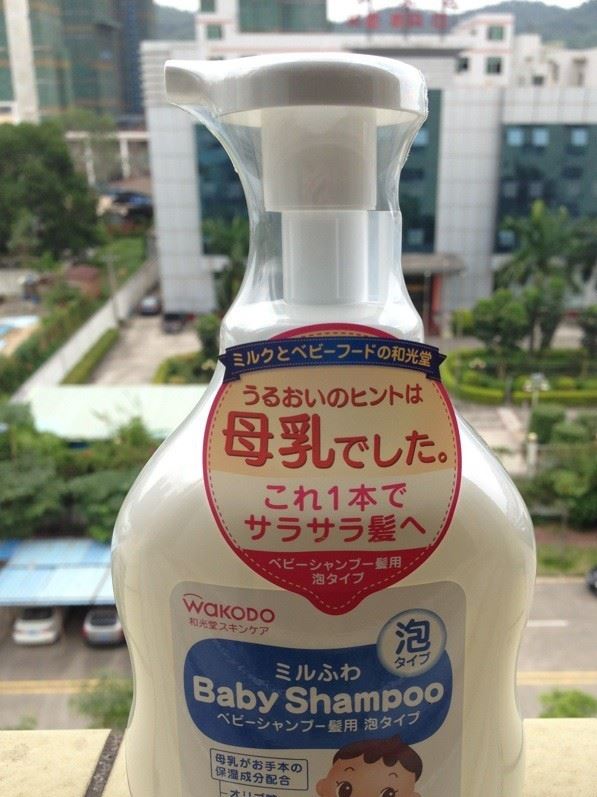 ミルクとベビーフードの和光堂
うるおいのヒントは
母乳でした。
これ1本で
サラサラ髪へ
ベビーシャンプー髪用
泡タイプ
wakodo
和光堂スキンケア
泡
タイプ
ミルふわ
Baby Shampoo
ベビーシャンプー髪用 泡タイプ
母乳がお手本の
保湿成分配合